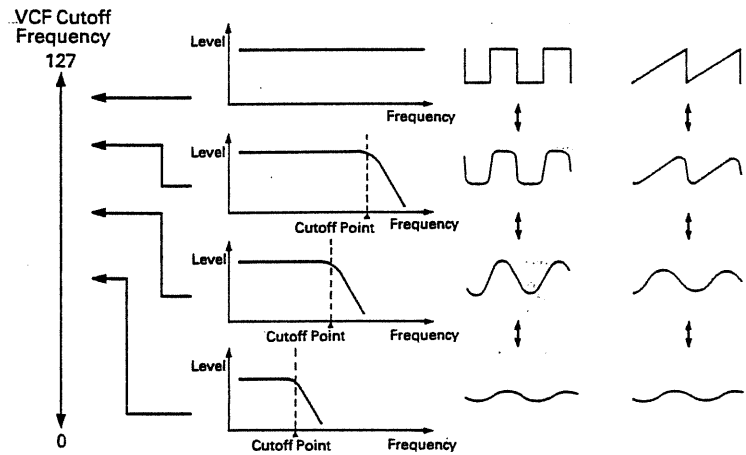 VCF Cutoff
Frequency
127
Level
Frequency
Level
Cutoff Point
Frequency
Level
Cutoff Point
Frequency
Level
Cutoff Point
Frequency
0